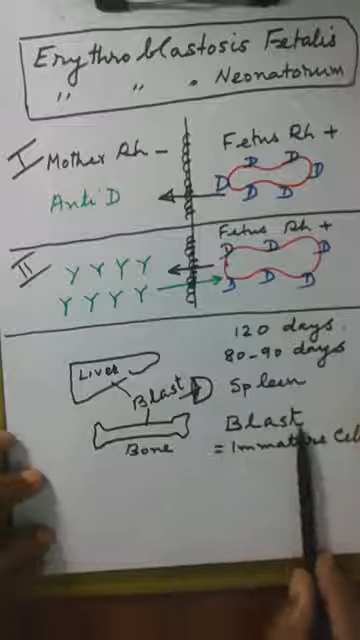 Erythroblastosis Fetalis
" " " Neonatorum
I Mother Rh - Fetus Rh +
Anti D
D D D D D D
II Fetus Rh +
Y Y Y Y
Y Y Y Y
D D D D D D
120 days
80-90 days
Liver
Blast Spleen
Bone
Blast
= Immature Cel